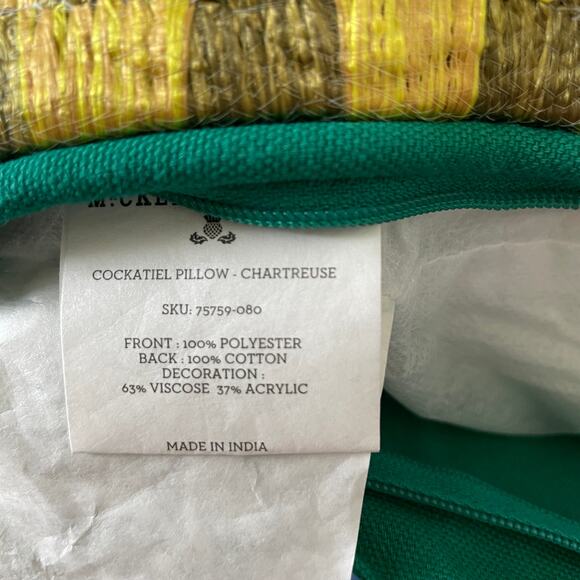 COCKATIEL PILLOW - CHARTREUSE
SKU: 75759-080
FRONT : 100% POLYESTER
BACK : 100% COTTON
DECORATION :
63% VISCOSE 37% ACRYLIC
MADE IN INDIA